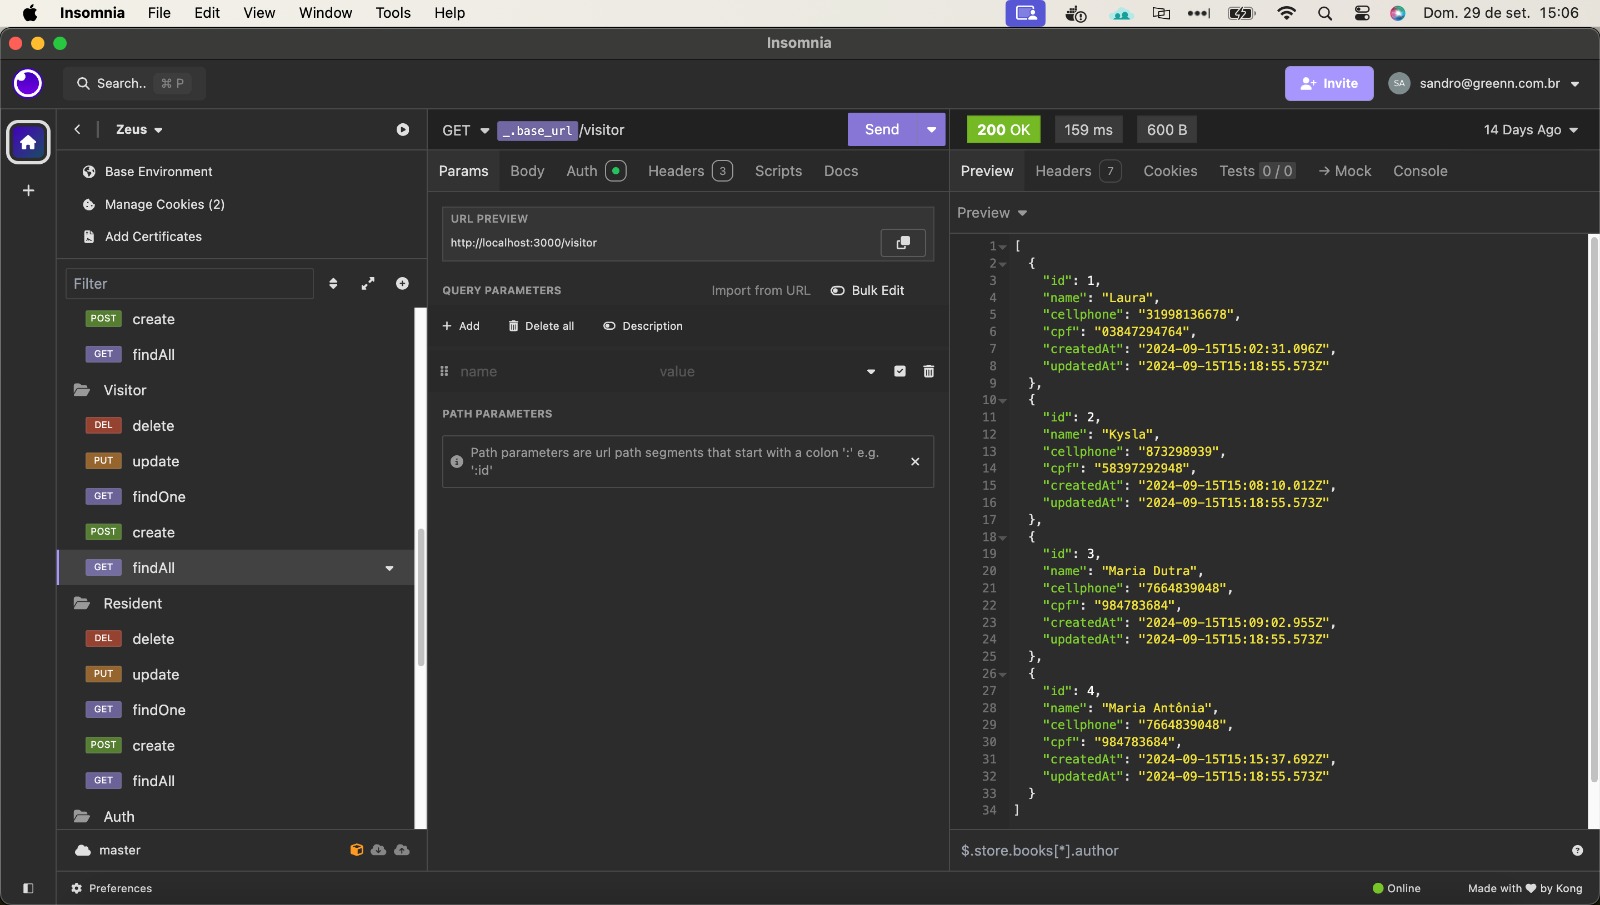 Insomnia File Edit View Window Tools Help
Dom. 29 de set. 15:06
Insomnia
Search.. ⌘ P
Invite
SA sandro@greenn.com.br
Zeus
Base Environment
Manage Cookies (2)
Add Certificates
Filter
POST create
GET findAll
Visitor
DEL delete
PUT update
GET findOne
POST create
GET findAll
Resident
DEL delete
PUT update
GET findOne
POST create
GET findAll
Auth
master
Preferences
GET _.base_url/visitor
Send
Params Body Auth Headers 3 Scripts Docs
URL PREVIEW
http://localhost:3000/visitor
QUERY PARAMETERS Import from URL Bulk Edit
+ Add Delete all Description
name value
PATH PARAMETERS
Path parameters are url path segments that start with a colon ':' e.g.
':id'
200 OK 159 ms 600 B 14 Days Ago
Preview Headers 7 Cookies Tests 0 / 0 → Mock Console
Preview
1 [
2 {
3 "id": 1,
4 "name": "Laura",
5 "cellphone": "31998136678",
6 "cpf": "03847294764",
7 "createdAt": "2024-09-15T15:02:31.096Z",
8 "updatedAt": "2024-09-15T15:18:55.573Z"
9 },
10 {
11 "id": 2,
12 "name": "Kysla",
13 "cellphone": "873298939",
14 "cpf": "58397292948",
15 "createdAt": "2024-09-15T15:08:10.012Z",
16 "updatedAt": "2024-09-15T15:18:55.573Z"
17 },
18 {
19 "id": 3,
20 "name": "Maria Dutra",
21 "cellphone": "7664839048",
22 "cpf": "984783684",
23 "createdAt": "2024-09-15T15:09:02.955Z",
24 "updatedAt": "2024-09-15T15:18:55.573Z"
25 },
26 {
27 "id": 4,
28 "name": "Maria Antônia",
29 "cellphone": "7664839048",
30 "cpf": "984783684",
31 "createdAt": "2024-09-15T15:15:37.692Z",
32 "updatedAt": "2024-09-15T15:18:55.573Z"
33 }
34 ]
$.store.books[*].author
Online
Made with ♥ by Kong